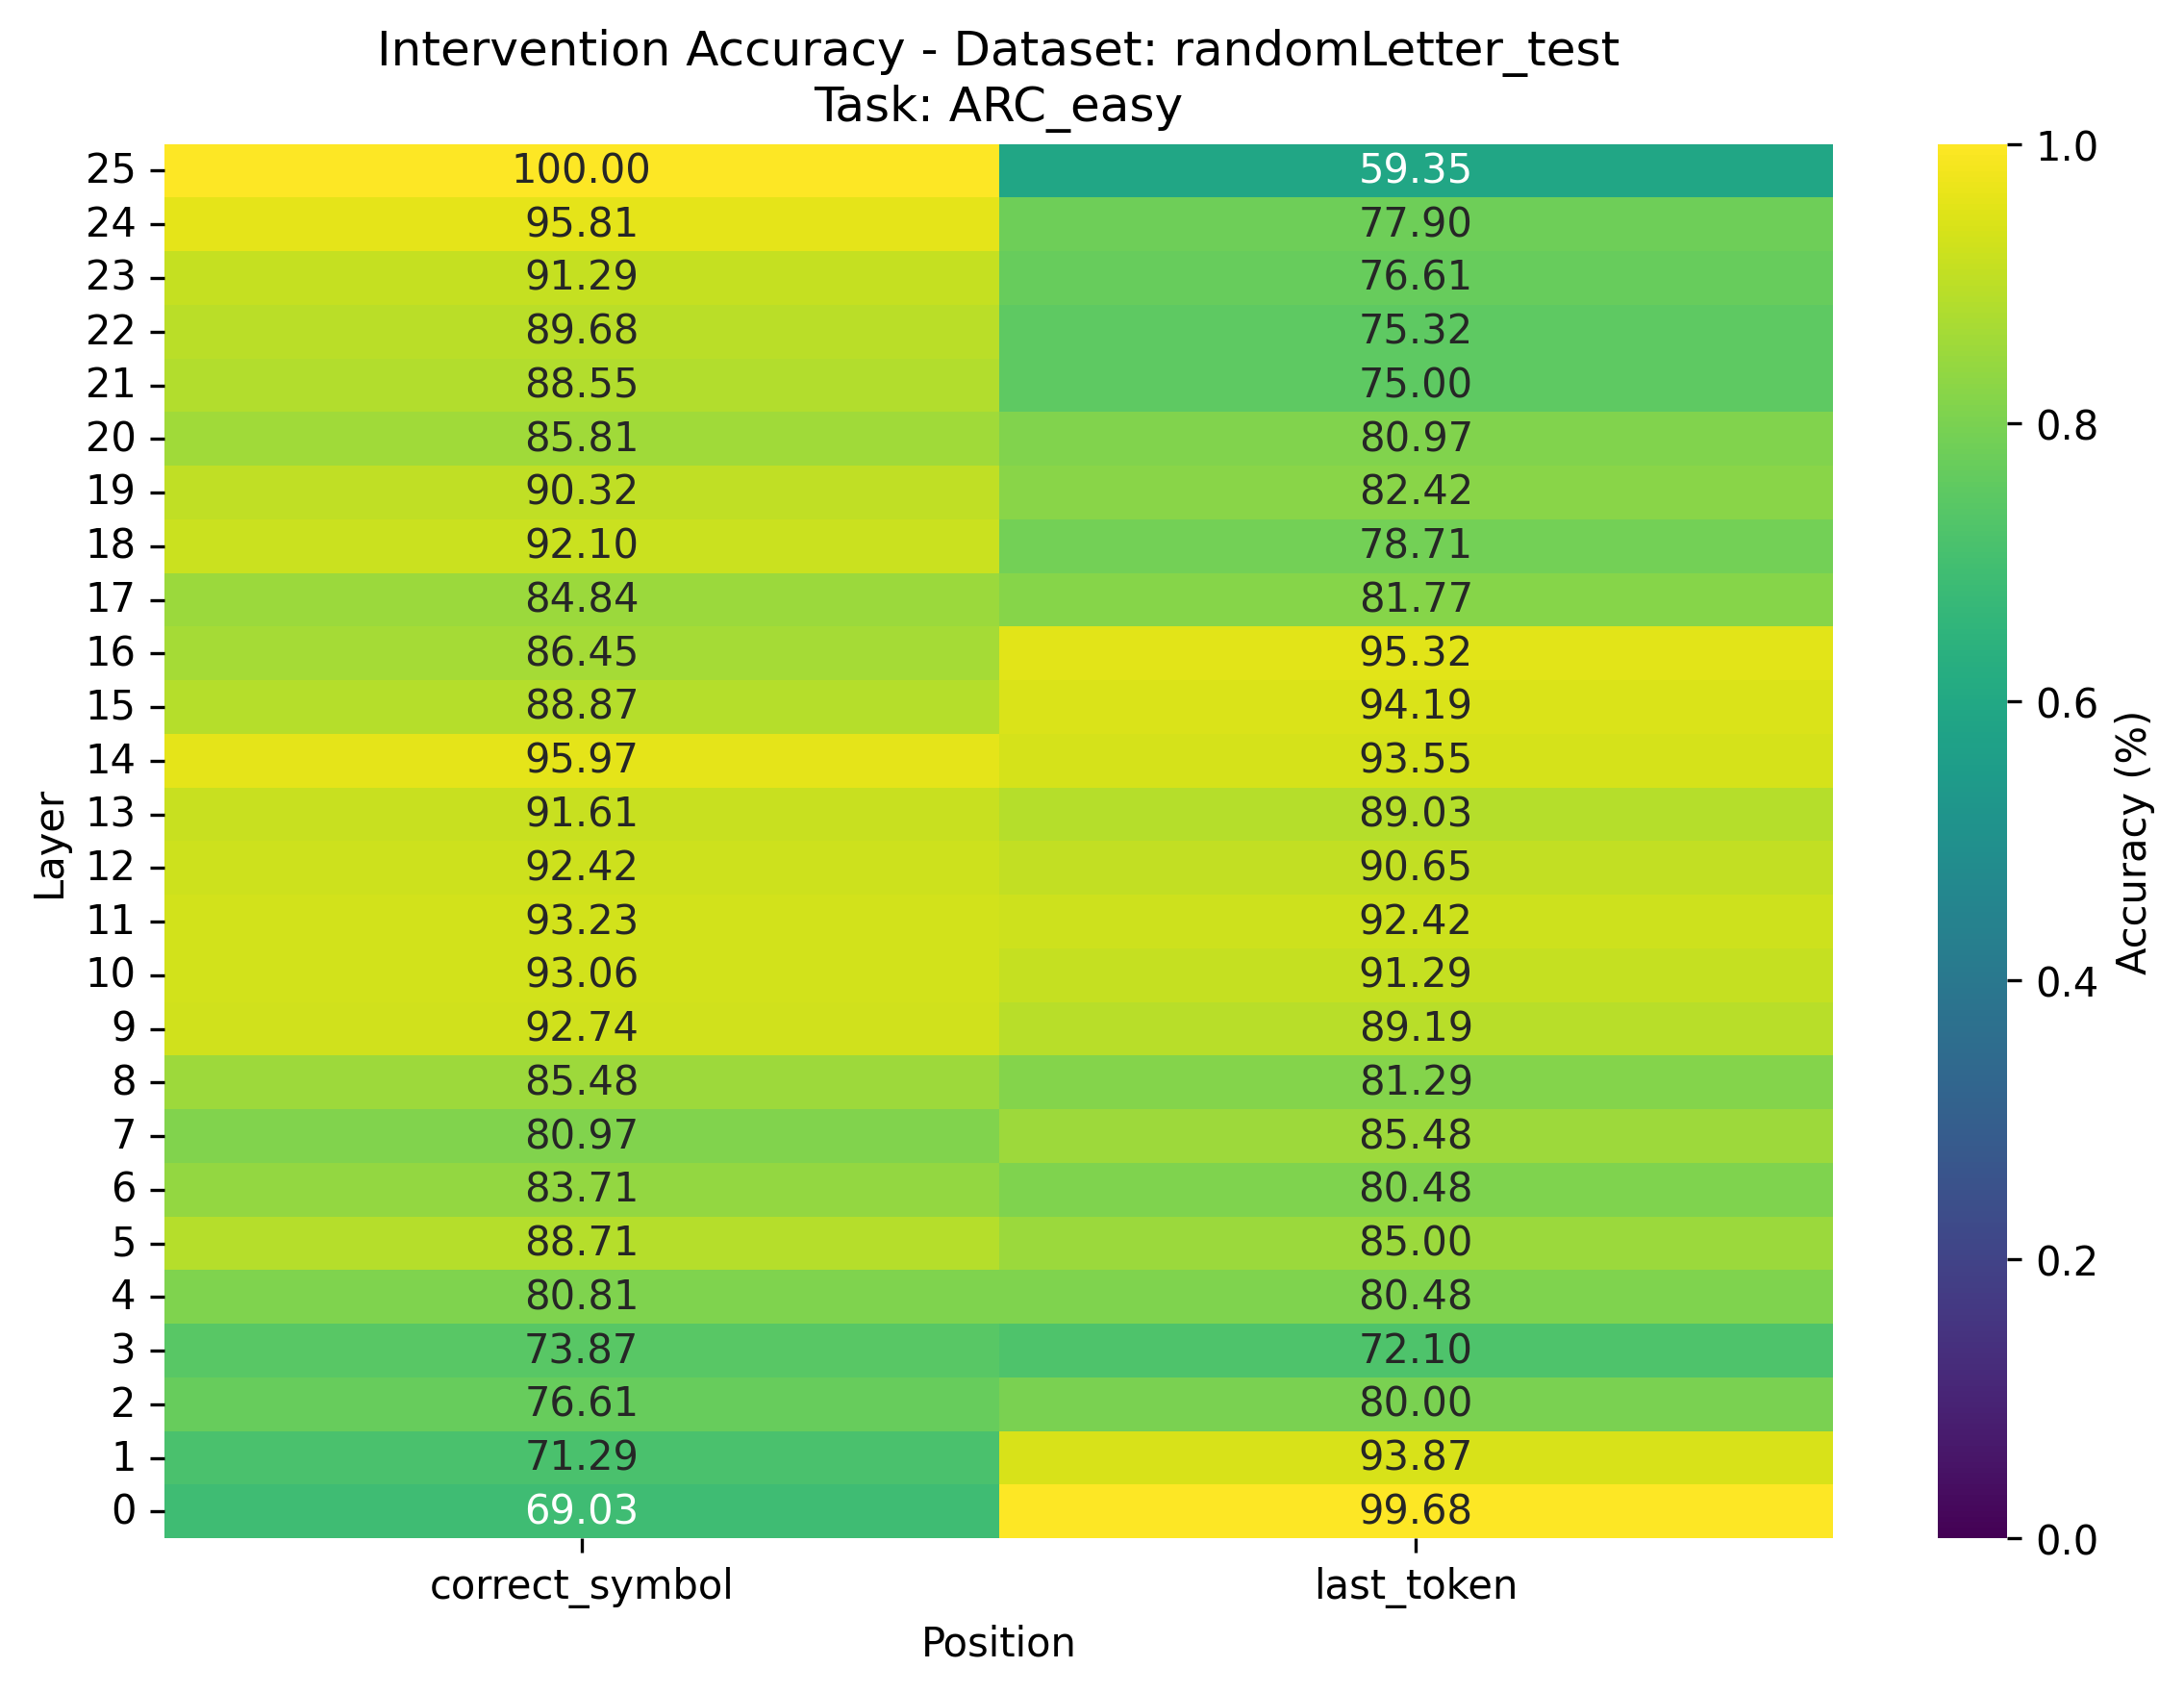 Intervention Accuracy - Dataset: randomLetter_test
Task: ARC_easy
25 100.00 59.35
24 95.81 77.90
23 91.29 76.61
22 89.68 75.32
21 88.55 75.00
20 85.81 80.97
19 90.32 82.42
18 92.10 78.71
17 84.84 81.77
16 86.45 95.32
15 88.87 94.19
14 95.97 93.55
13 91.61 89.03
12 92.42 90.65
11 93.23 92.42
10 93.06 91.29
9 92.74 89.19
8 85.48 81.29
7 80.97 85.48
6 83.71 80.48
5 88.71 85.00
4 80.81 80.48
3 73.87 72.10
2 76.61 80.00
1 71.29 93.87
0 69.03 99.68
Layer
correct_symbol last_token
Position
1.0
0.8
0.6
0.4
0.2
0.0
Accuracy (%)